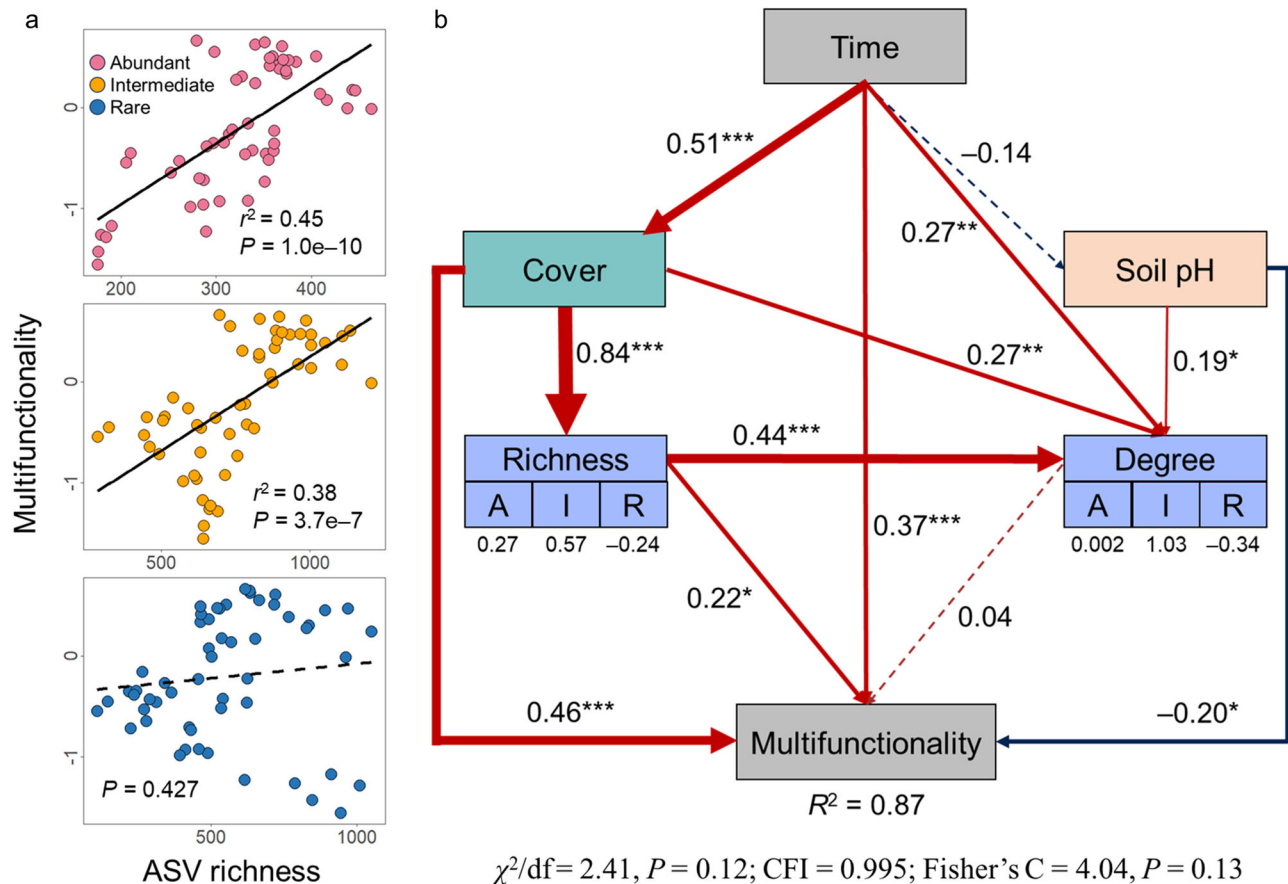 a
Abundant
Intermediate
Rare
0
-1
r² = 0.45
P = 1.0e–10
200 300 400
0
-1
r² = 0.38
P = 3.7e–7
500 1000
0
-1
P = 0.427
500 1000
Multifunctionality
ASV richness
b
Time
0.51***
–0.14
0.27**
Cover
Soil pH
0.84***
0.27**
0.19*
Richness
0.44***
Degree
A I R
A I R
0.27 0.57 –0.24
0.002 1.03 –0.34
0.37***
0.22*
0.04
0.46***
–0.20*
Multifunctionality
R² = 0.87
χ²/df = 2.41, P = 0.12; CFI = 0.995; Fisher's C = 4.04, P = 0.13